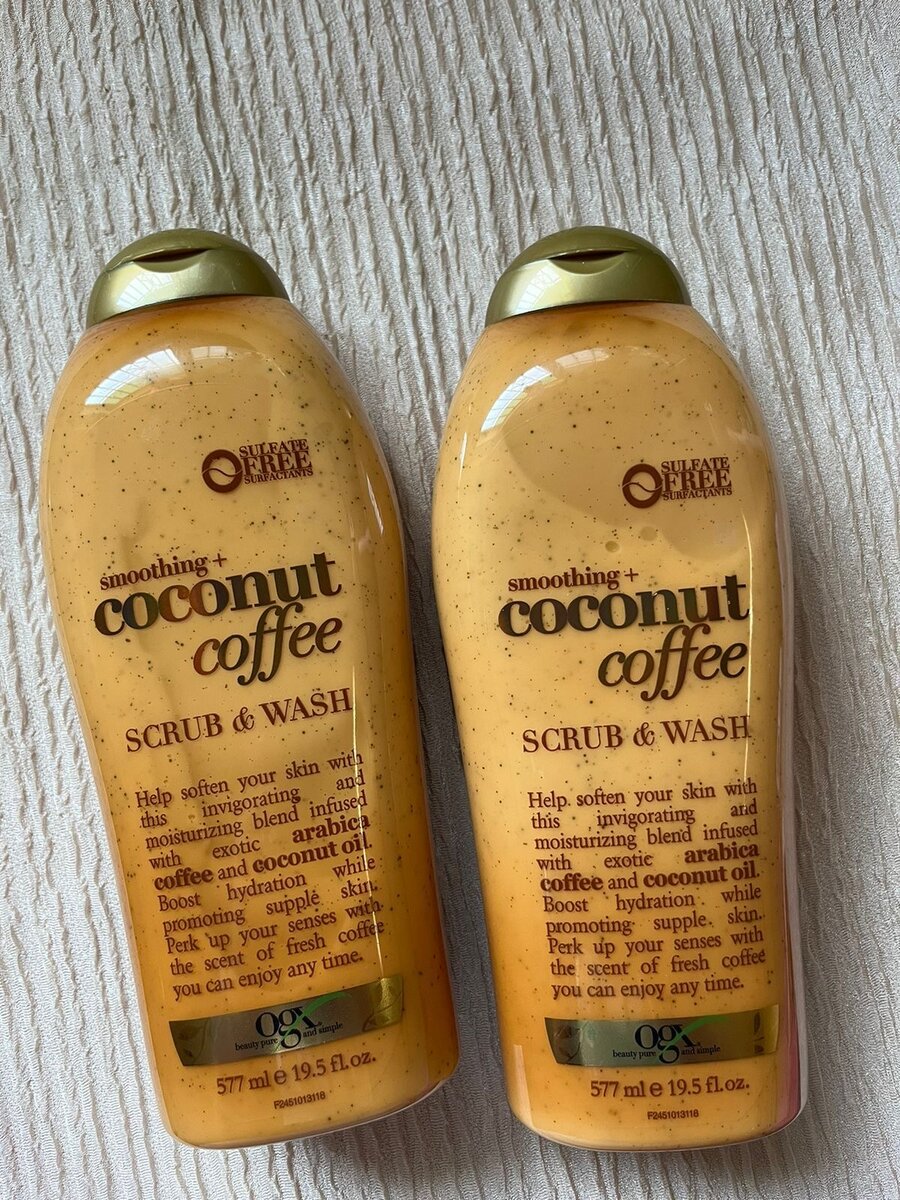 SULFATE
FREE
SURFACTANTS
smoothing +
coconut
coffee
SCRUB & WASH
Help soften your skin with
this invigorating and
moisturizing blend infused
with exotic arabica
coffee and coconut oil.
Boost hydration while
promoting supple skin.
Perk up your senses with
the scent of fresh coffee
you can enjoy any time.
ogx
beauty pure and simple
577 ml e 19.5 fl.oz.
F2451013118
SULFATE
FREE
SURFACTANTS
smoothing +
coconut
coffee
SCRUB & WASH
Help soften your skin with
this invigorating and
moisturizing blend infused
with exotic arabica
coffee and coconut oil.
Boost hydration while
promoting supple skin.
Perk up your senses with
the scent of fresh coffee
you can enjoy any time.
ogx
beauty pure and simple
577 ml e 19.5 fl.oz.
F2451013118